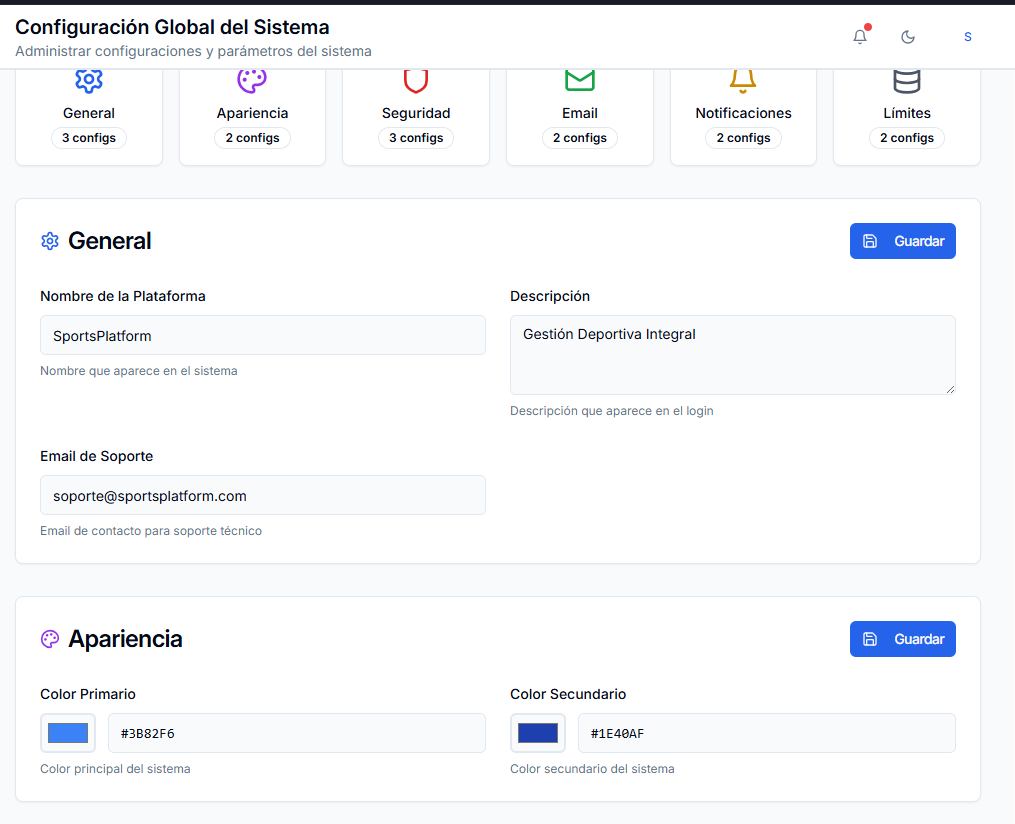 Configuración Global del Sistema
Administrar configuraciones y parámetros del sistema
S
General
3 configs
Apariencia
2 configs
Seguridad
3 configs
Email
2 configs
Notificaciones
2 configs
Límites
2 configs
General
Guardar
Nombre de la Plataforma
SportsPlatform
Nombre que aparece en el sistema
Descripción
Gestión Deportiva Integral
Descripción que aparece en el login
Email de Soporte
soporte@sportsplatform.com
Email de contacto para soporte técnico
Apariencia
Guardar
Color Primario
#3B82F6
Color principal del sistema
Color Secundario
#1E40AF
Color secundario del sistema